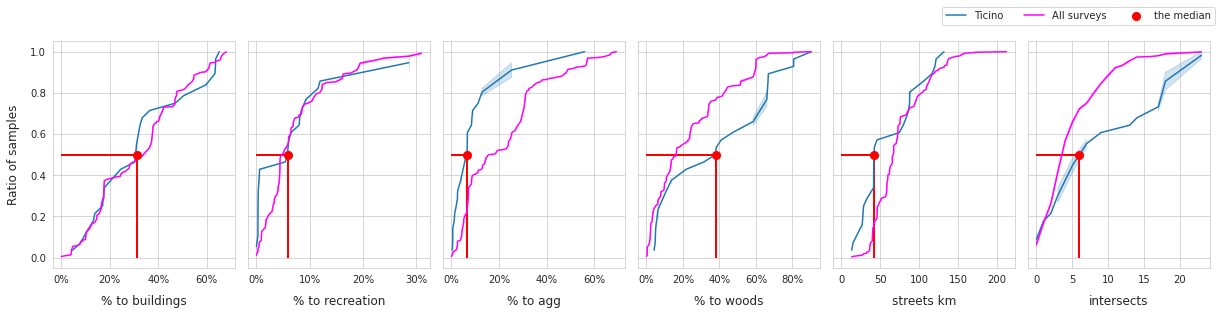 Ticino All surveys the median
Ratio of samples
1.0
0.8
0.6
0.4
0.2
0.0
0% 20% 40% 60% 0% 10% 20% 30% 0% 20% 40% 60% 0% 20% 40% 60% 80% 0 50 100 150 200 0 5 10 15 20
% to buildings % to recreation % to agg % to woods streets km intersects